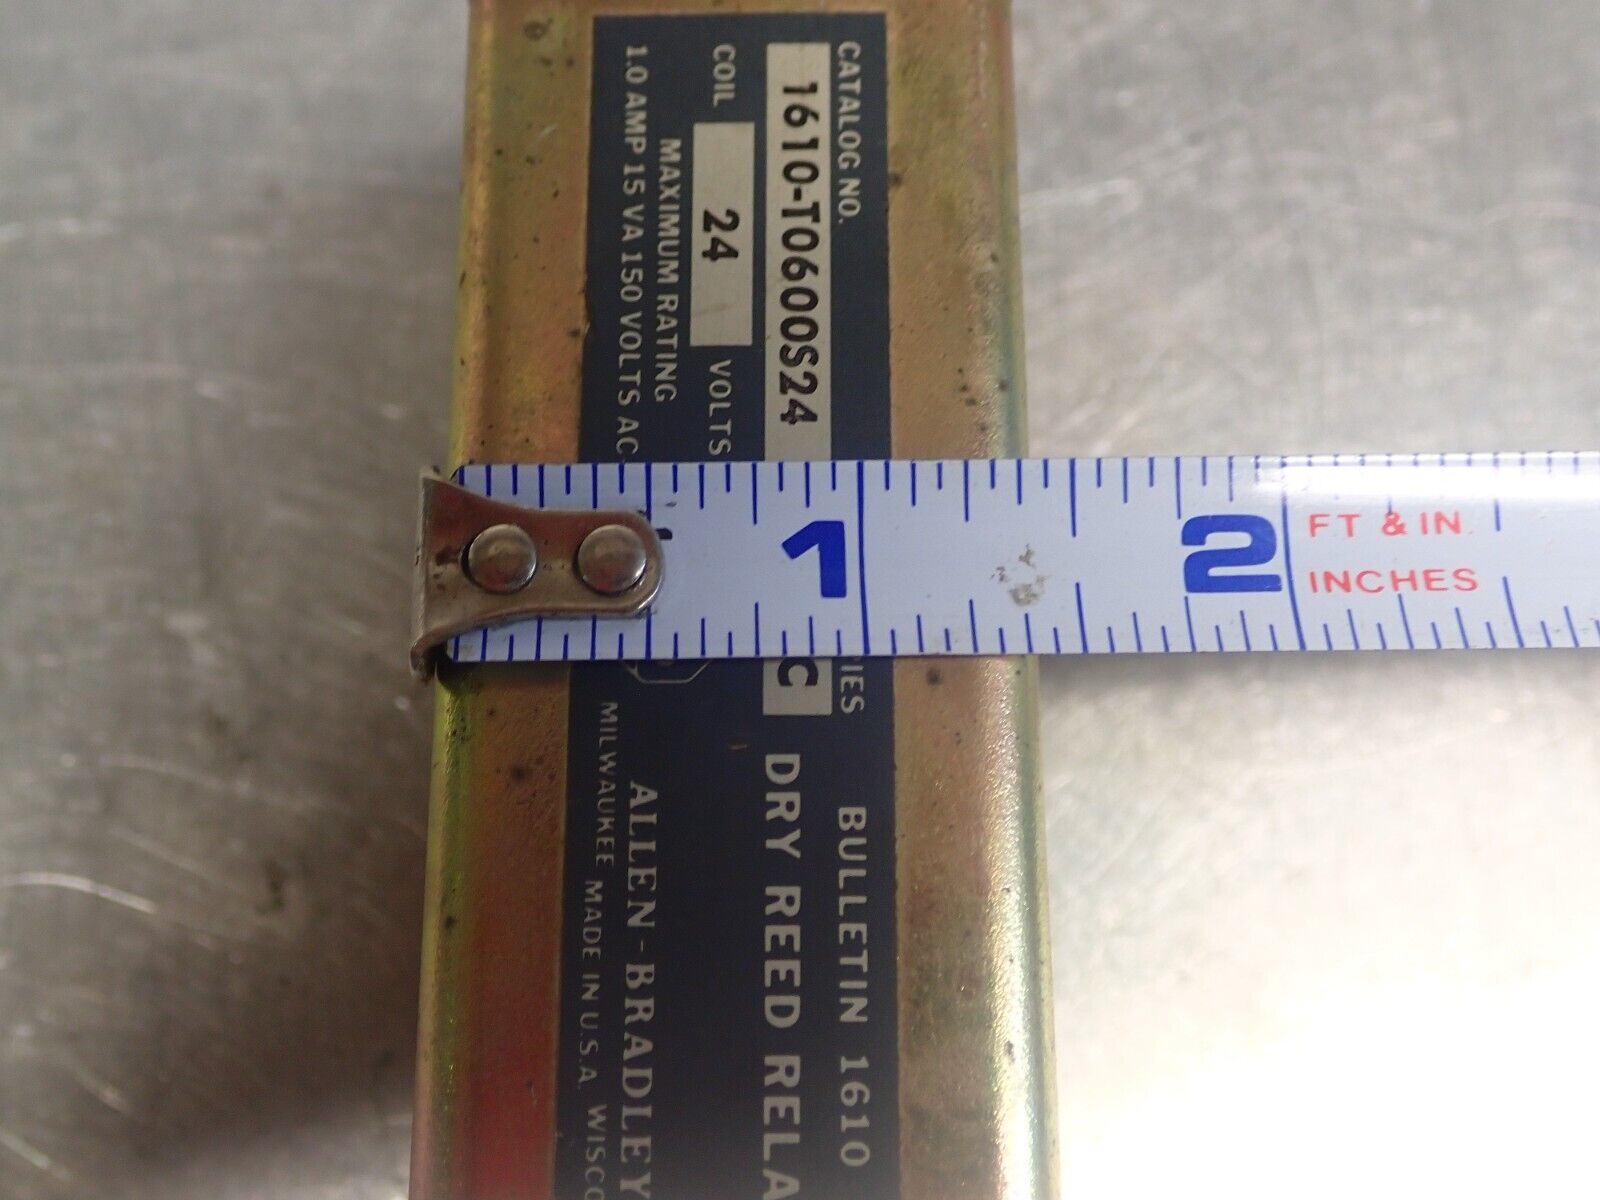 CATALOG NO.
1610-T0600S24
COIL 24 VOLTS
MAXIMUM RATING
1.0 AMP 15 VA 150 VOLTS AC
C
BULLETIN 1610
DRY REED RELA
ALLEN-BRADLEY
MILWAUKEE MADE IN U.S.A. WISCO
1 2
FT & IN.
INCHES